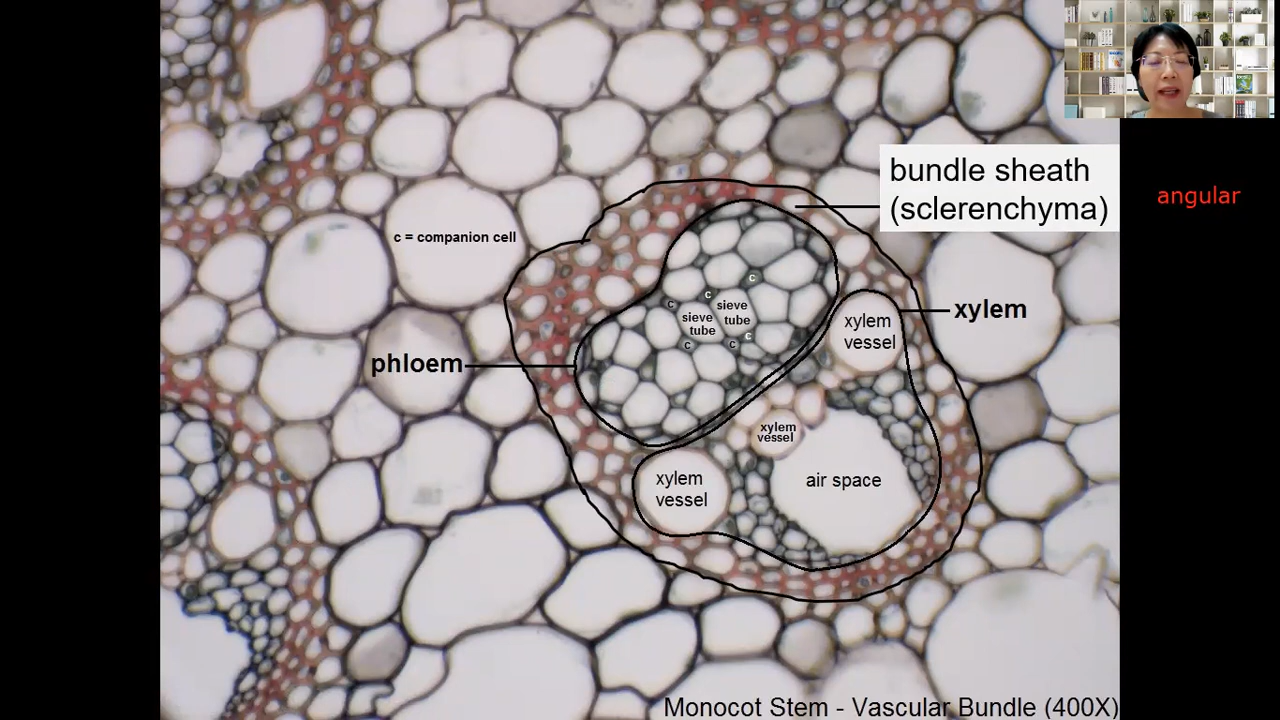 bundle sheath
(sclerenchyma)
angular
c = companion cell
c
c
c
sieve
tube
sieve
tube
c
c
c
xylem
xylem
vessel
phloem
xylem
vessel
xylem
vessel
air space
Monocot Stem - Vascular Bundle (400X)